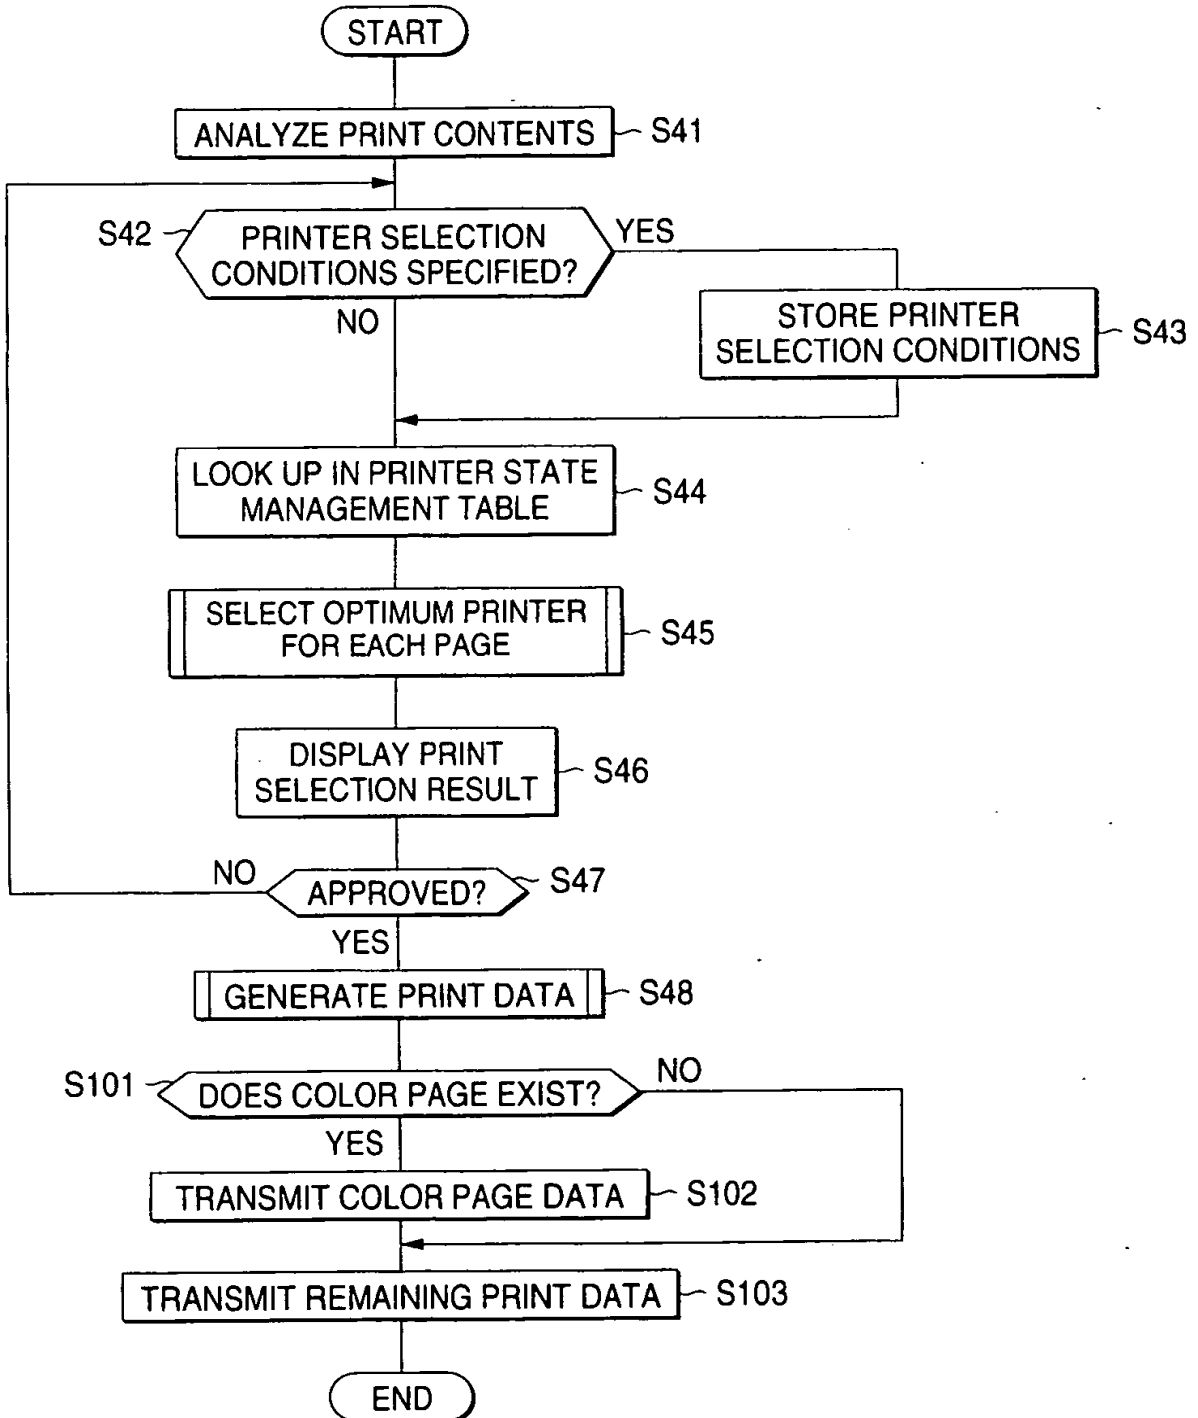 START
ANALYZE PRINT CONTENTS
S41
S42
PRINTER SELECTION
CONDITIONS SPECIFIED?
YES
NO
STORE PRINTER
SELECTION CONDITIONS
S43
LOOK UP IN PRINTER STATE
MANAGEMENT TABLE
S44
SELECT OPTIMUM PRINTER
FOR EACH PAGE
S45
DISPLAY PRINT
SELECTION RESULT
S46
NO
APPROVED?
S47
YES
GENERATE PRINT DATA
S48
S101
DOES COLOR PAGE EXIST?
NO
YES
TRANSMIT COLOR PAGE DATA
S102
TRANSMIT REMAINING PRINT DATA
S103
END